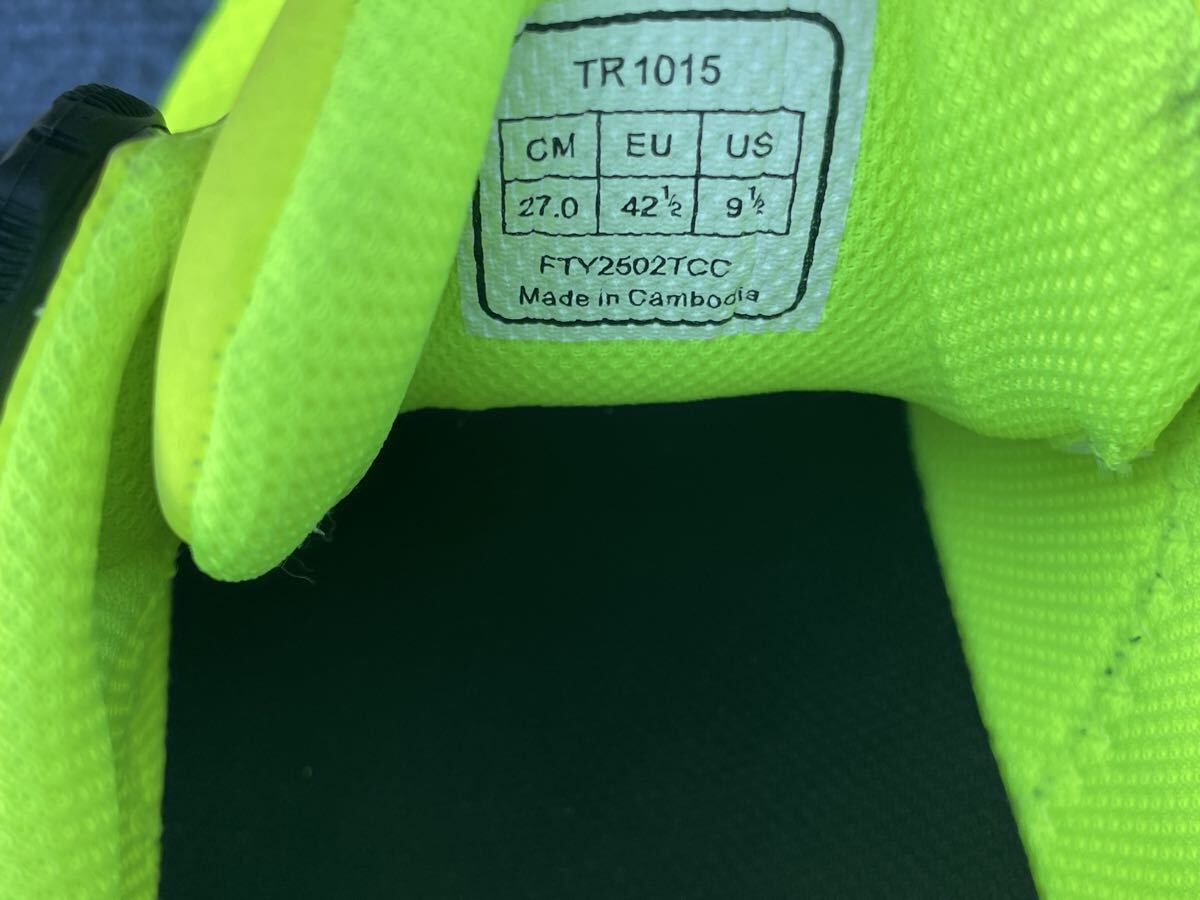 TR1015
CM EU US
27.0 42½ 9½
FTY2502TCC
Made in Cambodia